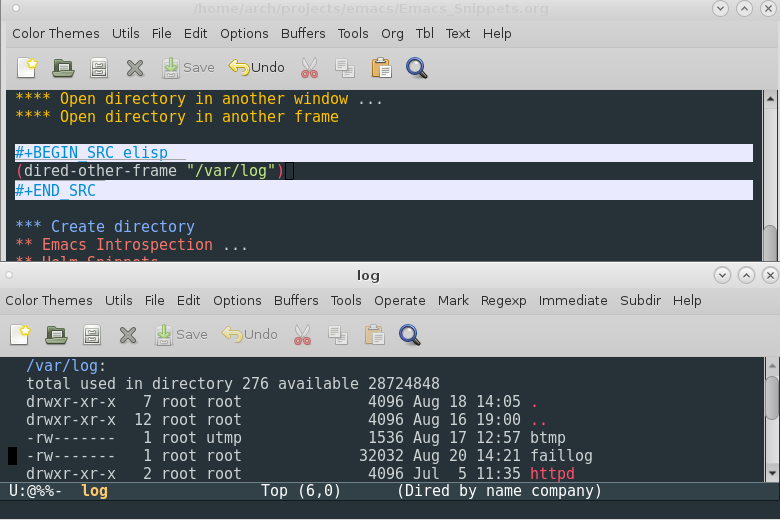 /home/arch/projects/emacs/Emacs_Snippets.org
Color Themes Utils File Edit Options Buffers Tools Org Tbl Text Help
Save Undo
**** Open directory in another window ...
**** Open directory in another frame
#+BEGIN_SRC elisp
(dired-other-frame "/var/log")
#+END_SRC
*** Create directory
** Emacs Introspection ...
** Helm Snippets
log
Color Themes Utils File Edit Options Buffers Tools Operate Mark Regexp Immediate Subdir Help
Save Undo
/var/log:
total used in directory 276 available 28724848
drwxr-xr-x 7 root root 4096 Aug 18 14:05 .
drwxr-xr-x 12 root root 4096 Aug 16 19:00 ..
-rw------- 1 root utmp 1536 Aug 17 12:57 btmp
-rw------- 1 root root 32032 Aug 20 14:21 faillog
drwxr-xr-x 2 root root 4096 Jul 5 11:35 httpd
U:@%%- log Top (6,0) (Dired by name company)